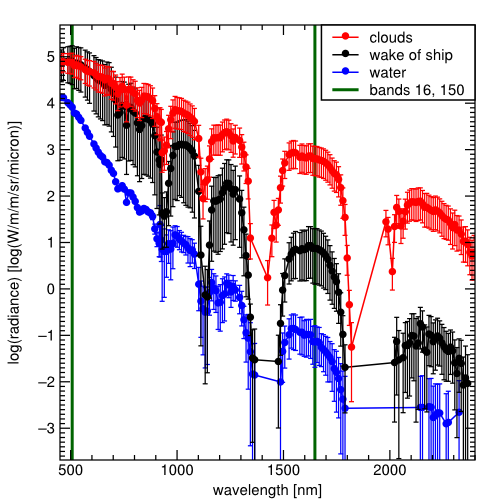 clouds
wake of ship
water
bands 16, 150
log(radiance) [log(W/m/m/sr/micron)]
5
4
3
2
1
0
−1
−2
−3
500 1000 1500 2000
wavelength [nm]